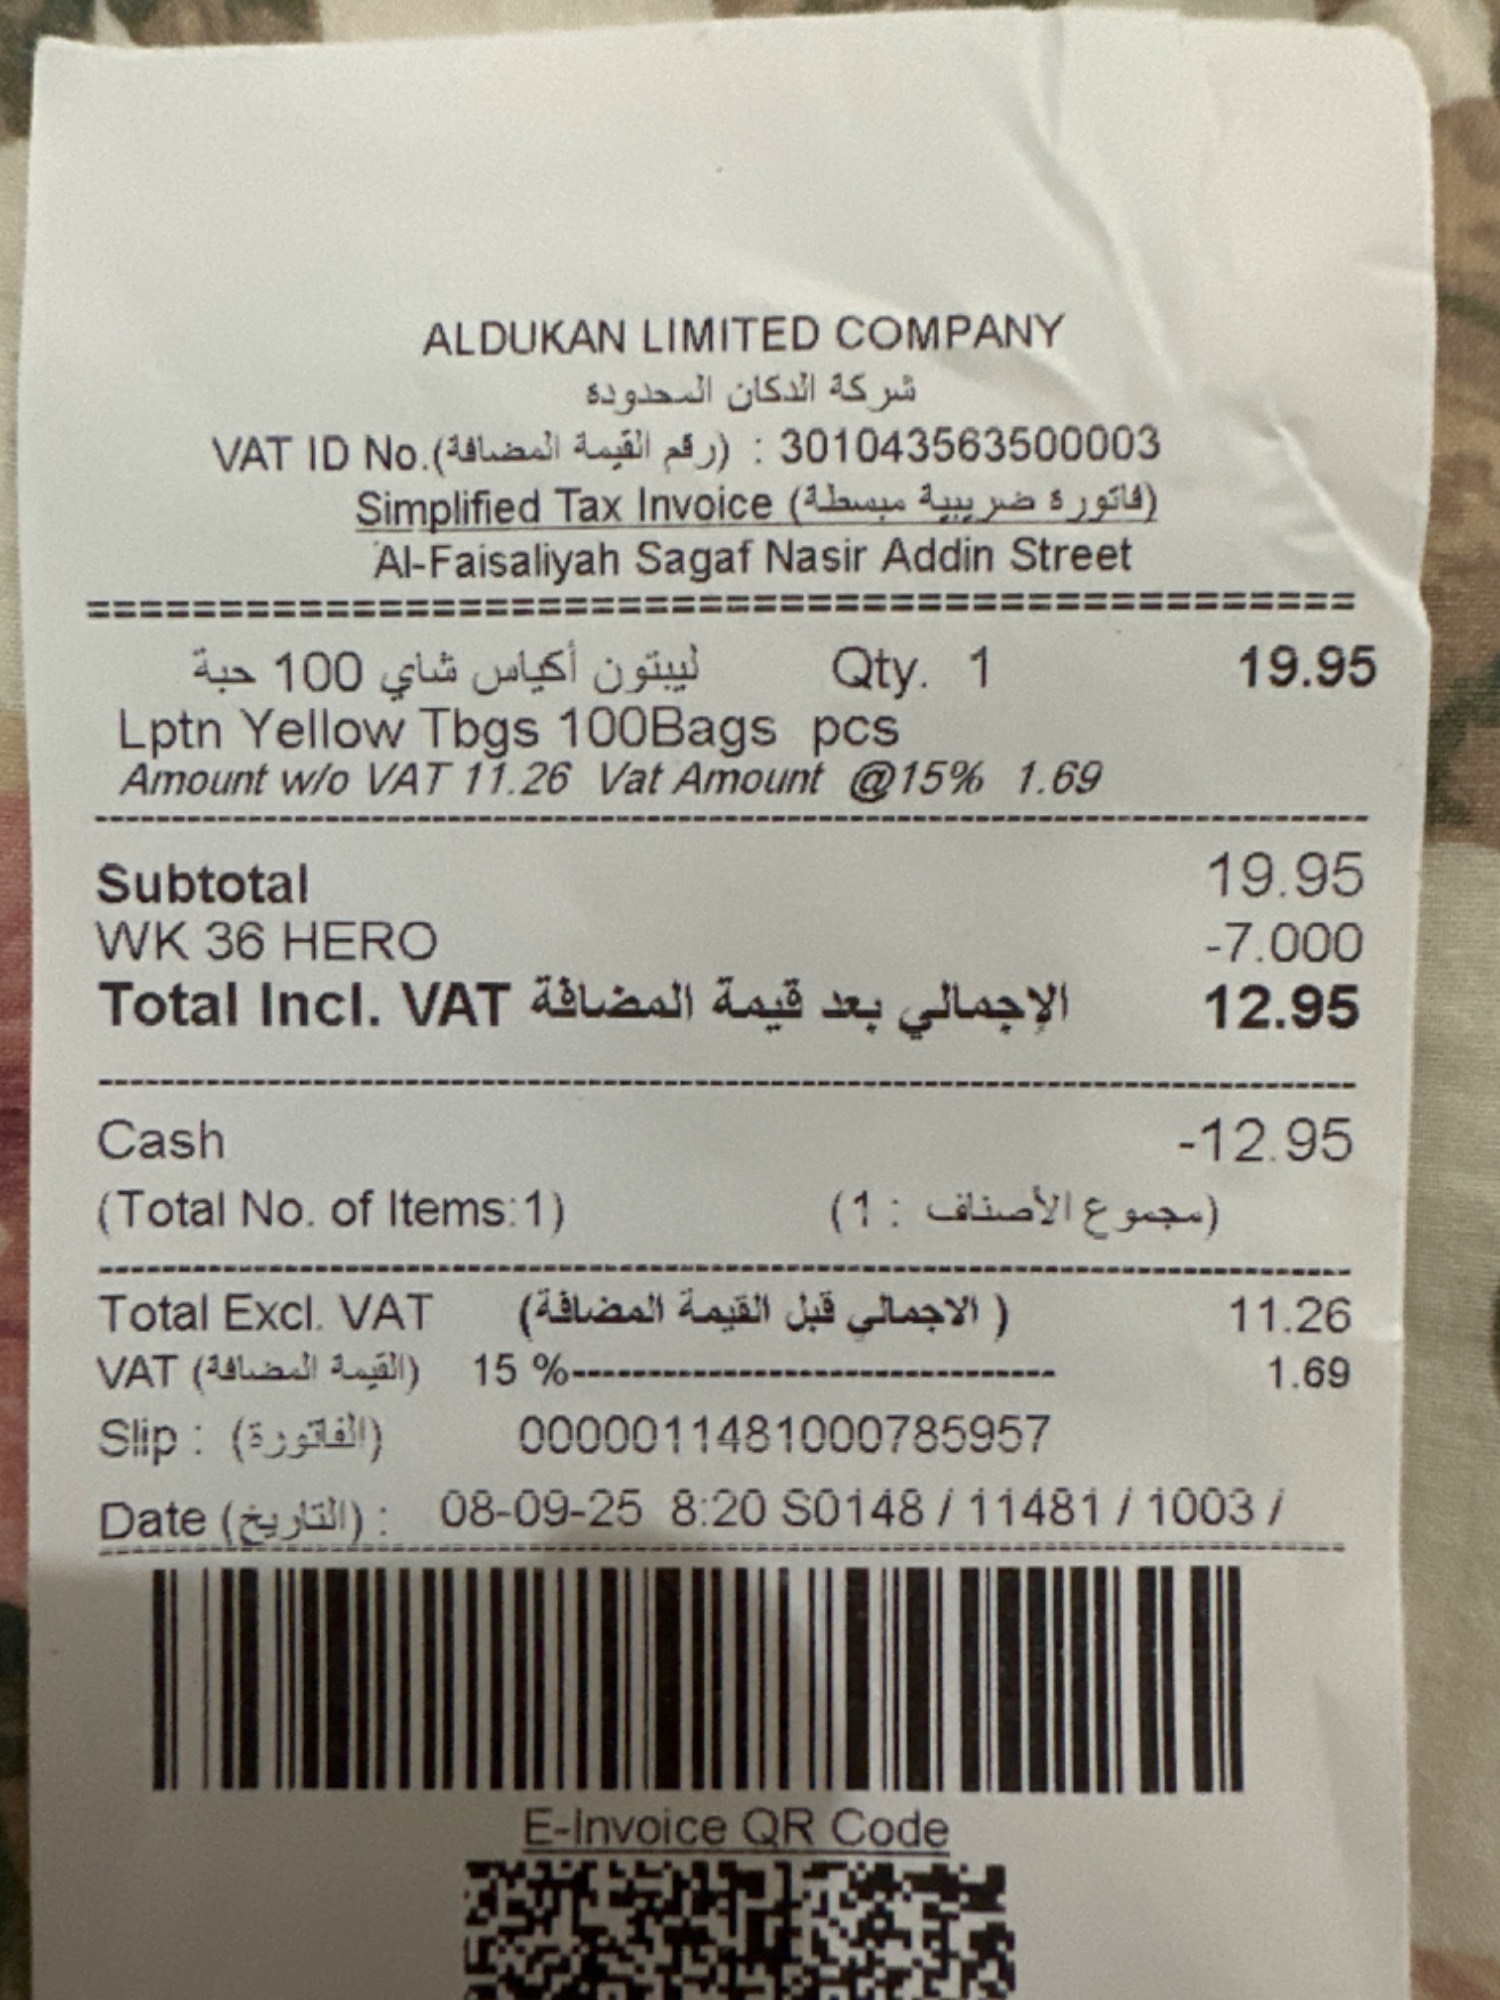 ALDUKAN LIMITED COMPANY
شركة الدكان المحدودة
VAT ID No.(رقم القيمة المضافة) : 301043563500003
Simplified Tax Invoice (فاتورة ضريبية مبسطة)
Al-Faisaliyah Sagaf Nasir Addin Street
==================================================
ليبتون أكياس شاي 100 حبة Qty. 1 19.95
Lptn Yellow Tbgs 100Bags pcs
Amount w/o VAT 11.26 Vat Amount @15% 1.69
Subtotal 19.95
WK 36 HERO -7.000
Total Incl. VAT الإجمالي بعد قيمة المضافة 12.95
Cash -12.95
(Total No. of Items:1) (مجموع الأصناف : 1)
Total Excl. VAT (الاجمالي قبل القيمة المضافة ) 11.26
VAT (القيمة المضافة) 15 %------------------------------------ 1.69
Slip : (الفاتورة) 0000011481000785957
Date (التاريخ) : 08-09-25 8:20 S0148 / 11481 / 1003 /
E-Invoice QR Code